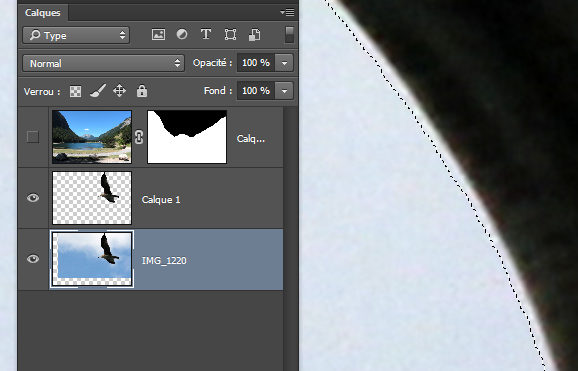 Calques
Type
Normal Opacité : 100 %
Verrou : Fond : 100 %
Calq...
Calque 1
IMG_1220